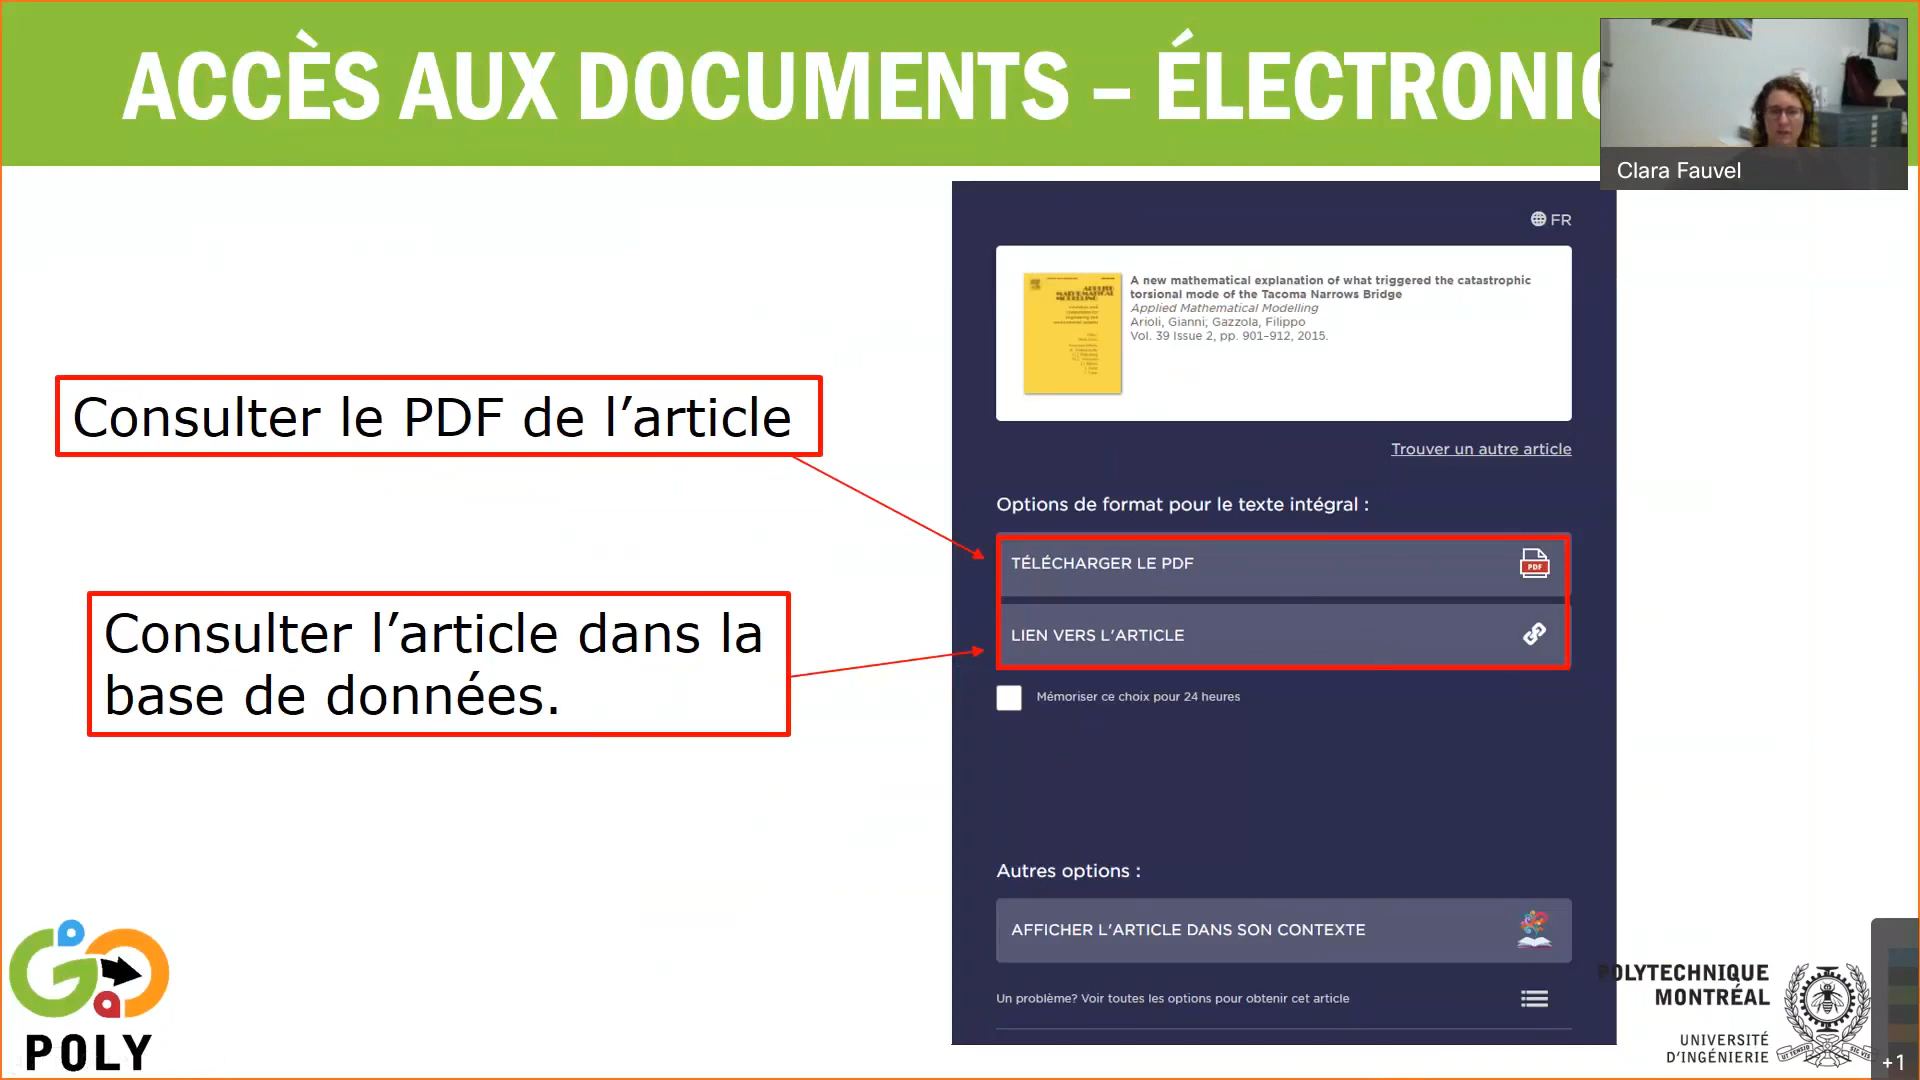 ACCÈS AUX DOCUMENTS – ÉLECTRONIC
Clara Fauvel
FR
A new mathematical explanation of what triggered the catastrophic
torsional mode of the Tacoma Narrows Bridge
Applied Mathematical Modelling
Arioli, Gianni; Gazzola, Filippo
Vol. 39 Issue 2, pp. 901–912, 2015.
APPLIED
MATHEMATICAL
MODELLING
Trouver un autre article
Consulter le PDF de l’article
Options de format pour le texte intégral :
TÉLÉCHARGER LE PDF
PDF
Consulter l’article dans la
base de données.
LIEN VERS L'ARTICLE
Mémoriser ce choix pour 24 heures
Autres options :
AFFICHER L'ARTICLE DANS SON CONTEXTE
Un problème? Voir toutes les options pour obtenir cet article
GO
a
POLY
POLYTECHNIQUE
MONTRÉAL
UNIVERSITÉ
D'INGÉNIERIE
+1